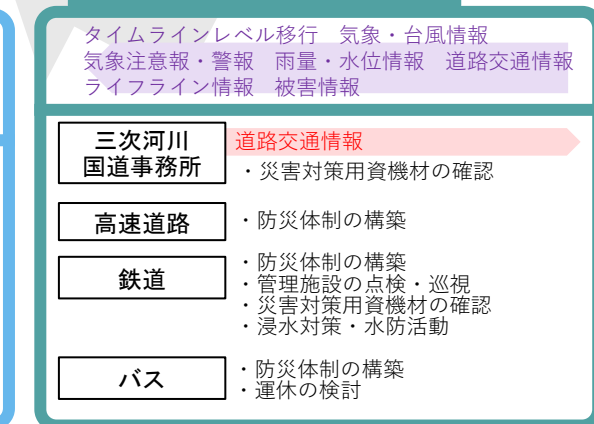 タイムラインレベル移行　気象・台風情報
気象注意報・警報　雨量・水位情報　道路交通情報
ライフライン情報　被害情報
三次河川
国道事務所
道路交通情報
・災害対策用資機材の確認
高速道路
・防災体制の構築
鉄道
・防災体制の構築
・管理施設の点検・巡視
・災害対策用資機材の確認
・浸水対策・水防活動
バス
・防災体制の構築
・運休の検討